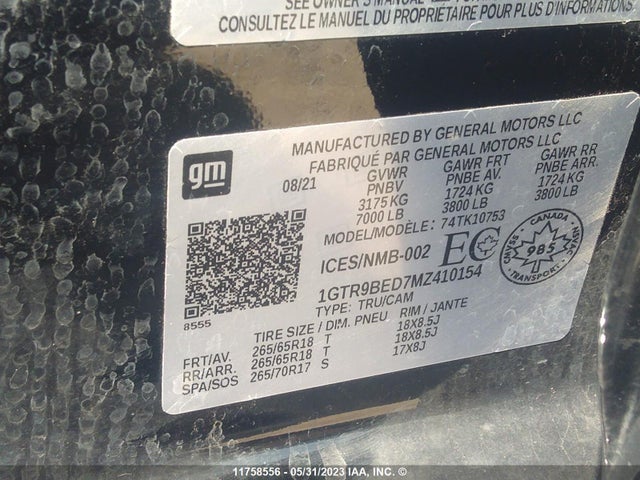 SEE OWNER'S MANUAL
CONSULTEZ LE MANUEL DU PROPRIÉTAIRE POUR PLUS D'INFORMATIONS
gm
MANUFACTURED BY GENERAL MOTORS LLC
FABRIQUÉ PAR GENERAL MOTORS LLC
08/21 GVWR GAWR FRT GAWR RR
PNBV PNBE AV. PNBE ARR.
3175 KG 1724 KG 1724 KG
7000 LB 3800 LB 3800 LB
MODEL/MODÈLE: 74TK10753
ICES/NMB-002 EC CANADA 985
1GTR9BED7MZ410154
TYPE: TRU/CAM
8555
TIRE SIZE / DIM. PNEU RIM / JANTE
FRT/AV. 265/65R18 T 18X8.5J
RR/ARR. 265/65R18 T 18X8.5J
SPA/SOS 265/70R17 S 17X8J
11758556 - 05/31/2023 IAA, INC. ©